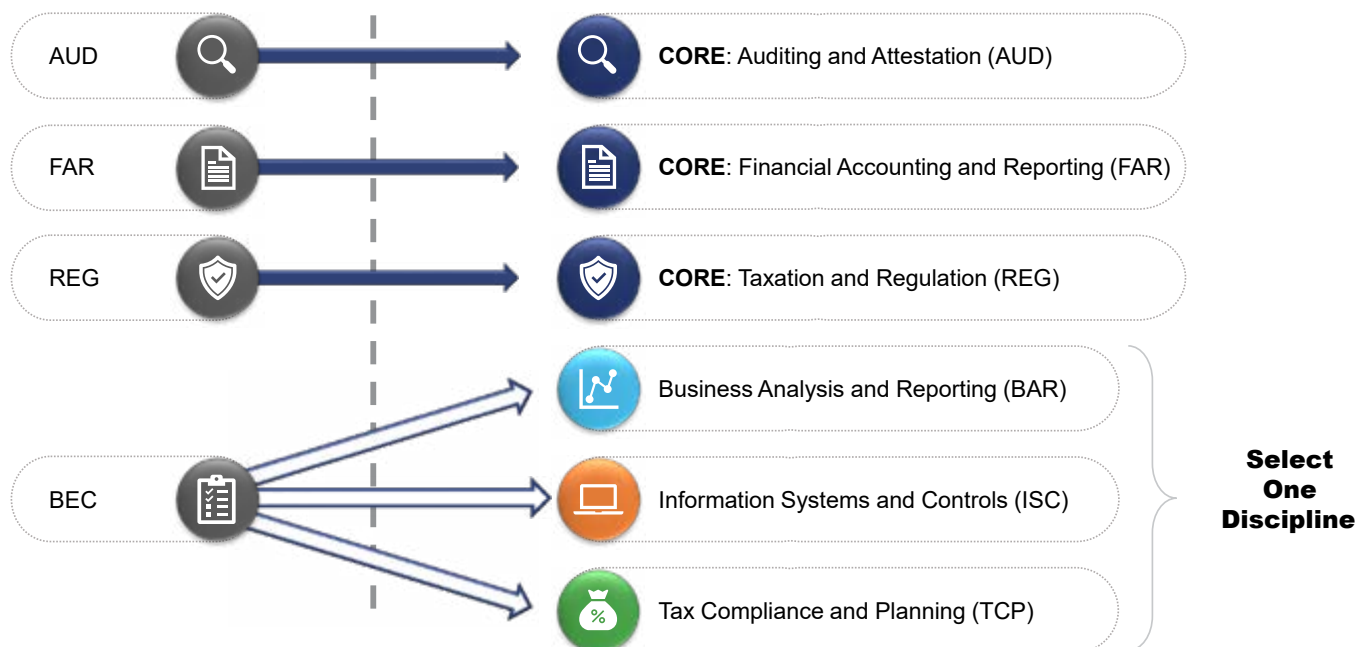 AUD
CORE: Auditing and Attestation (AUD)
FAR
CORE: Financial Accounting and Reporting (FAR)
REG
CORE: Taxation and Regulation (REG)
Business Analysis and Reporting (BAR)
BEC
Information Systems and Controls (ISC)
Tax Compliance and Planning (TCP)
%
Select
One
Discipline